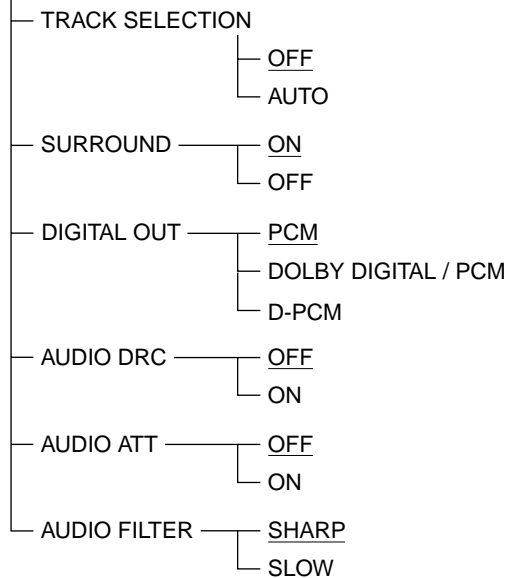 TRACK SELECTION
OFF
AUTO
SURROUND
ON
OFF
DIGITAL OUT
PCM
DOLBY DIGITAL / PCM
D-PCM
AUDIO DRC
OFF
ON
AUDIO ATT
OFF
ON
AUDIO FILTER
SHARP
SLOW